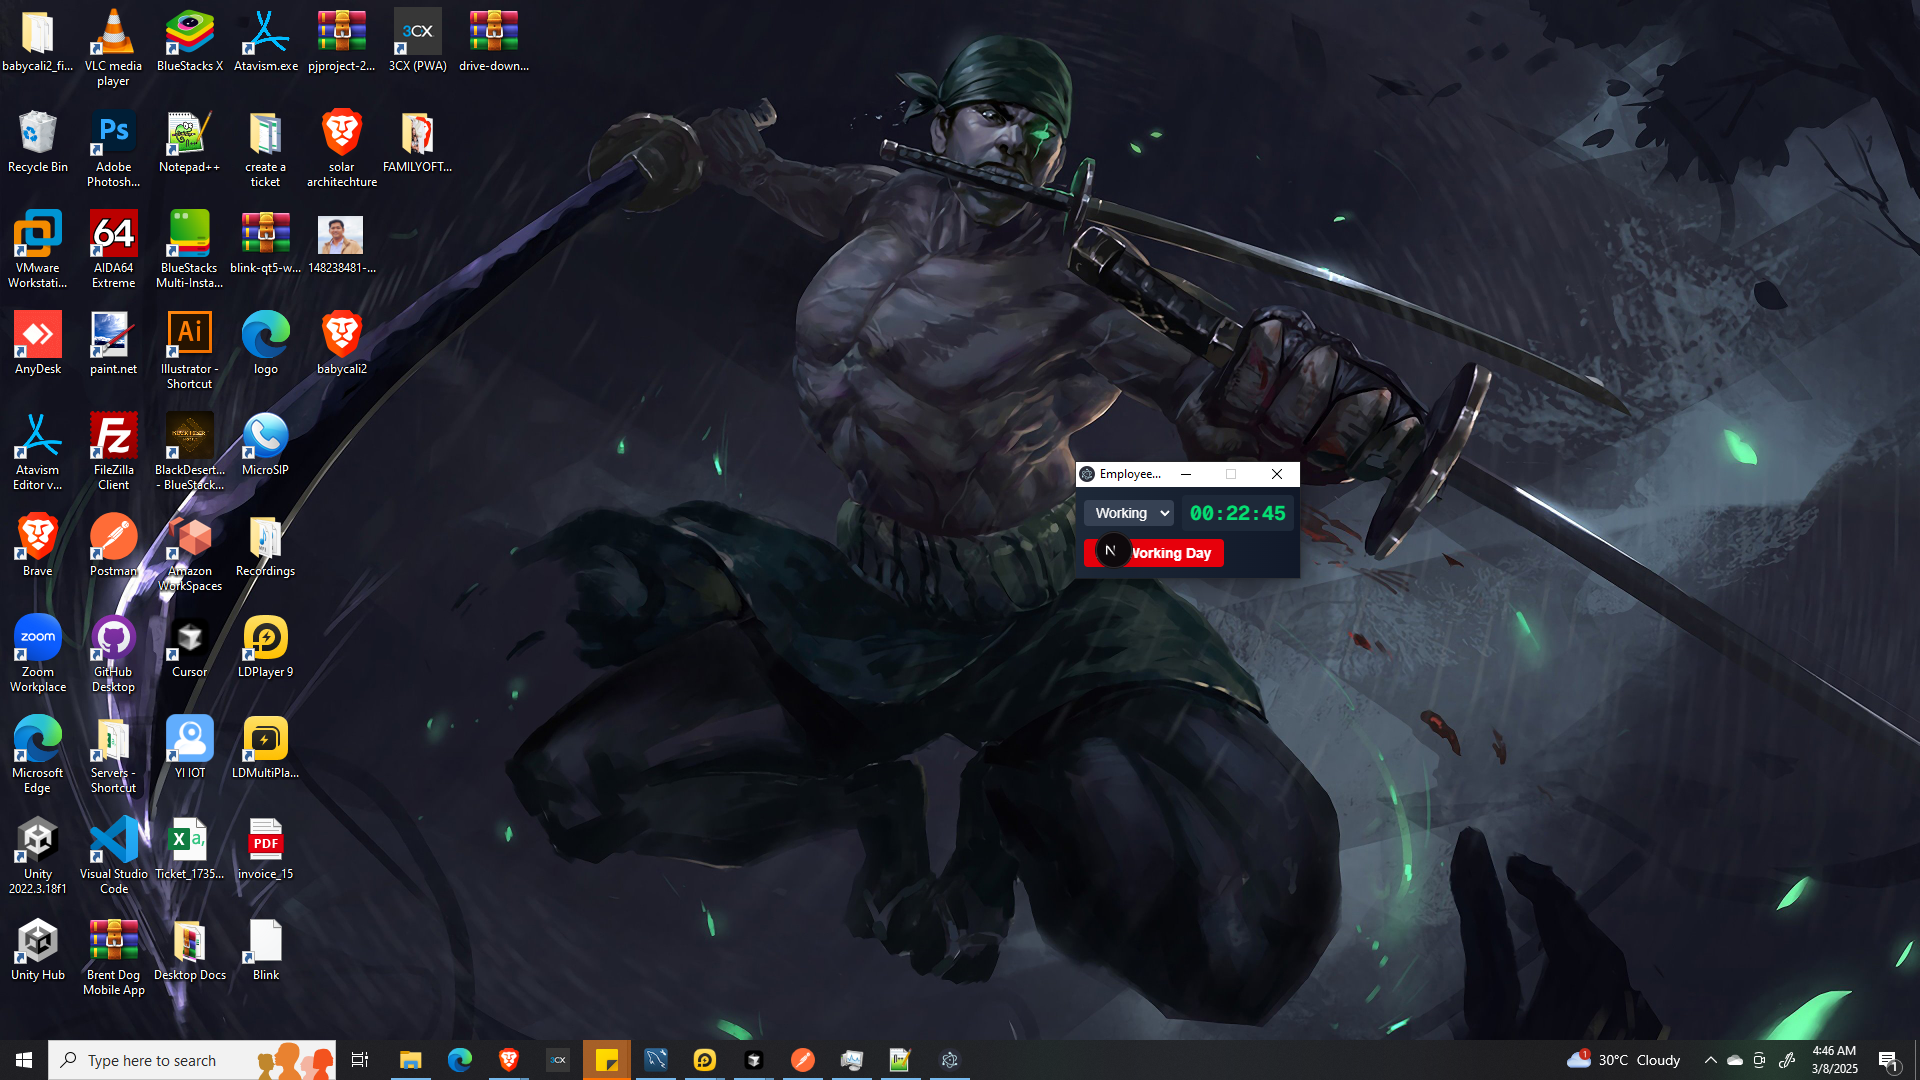 babycali2_fi...
VLC media
player
BlueStacks X
Atavism.exe
pjproject-2...
3CX
3CX (PWA)
drive-down...
Recycle Bin
Ps
Adobe
Photosh...
Notepad++
create a
ticket
solar
architechture
FAMILYOFT...
VMware
Workstati...
64
AIDA64
Extreme
BlueStacks
Multi-Insta...
blink-qt5-w...
148238481-...
AnyDesk
paint.net
Ai
Illustrator -
Shortcut
logo
babycali2
Atavism
Editor v...
Fz
FileZilla
Client
BlackDesert...
- BlueStack...
MicroSIP
Employee...
Working
00:22:45
N
Working Day
Brave
Postman
Amazon
WorkSpaces
Recordings
zoom
Zoom
Workplace
GitHub
Desktop
Cursor
LDPlayer 9
Microsoft
Edge
Servers -
Shortcut
YI IOT
LDMultiPla...
Unity
2022.3.18f1
Visual Studio
Code
X a,
Ticket_1735...
PDF
invoice_15
Unity Hub
Brent Dog
Mobile App
Desktop Docs
Blink
Type here to search
3CX
1
30°C Cloudy
4:46 AM
3/8/2025
1